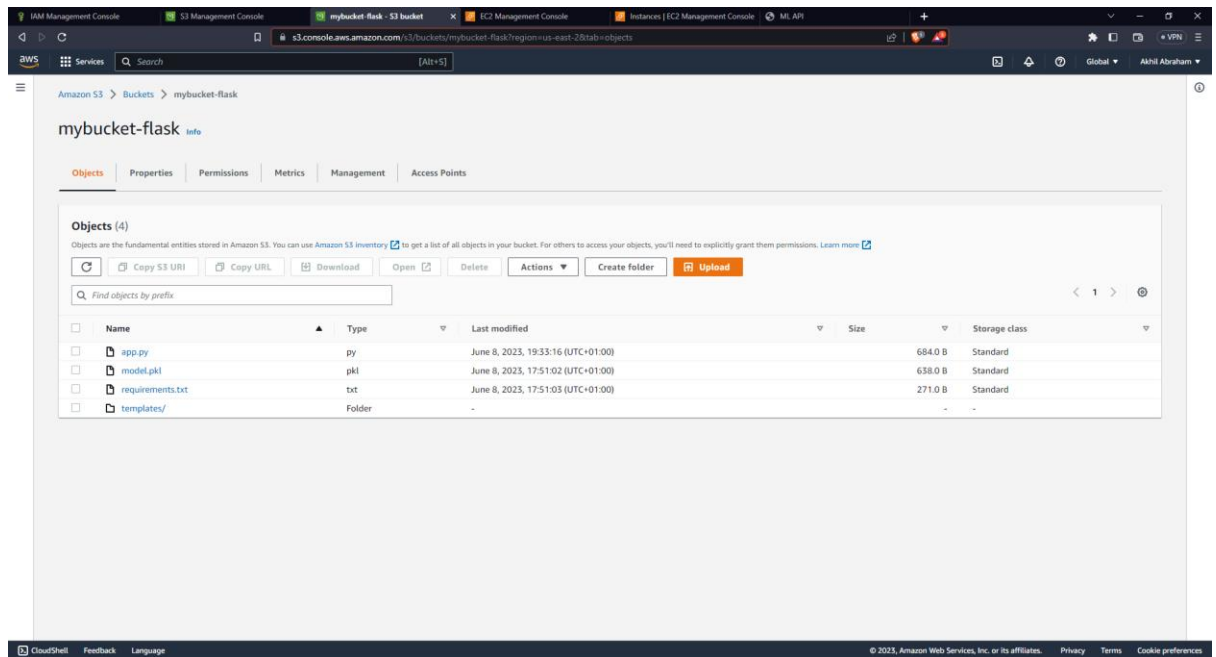 IAM Management Console S3 Management Console mybucket-flask - S3 bucket EC2 Management Console Instances | EC2 Management Console ML API
s3.console.aws.amazon.com/s3/buckets/mybucket-flask?region=us-east-2&tab=objects VPN
aws Services Search [Alt+S] Global Akhil Abraham
Amazon S3 > Buckets > mybucket-flask
mybucket-flask Info
Objects Properties Permissions Metrics Management Access Points
Objects (4)
Objects are the fundamental entities stored in Amazon S3. You can use Amazon S3 inventory to get a list of all objects in your bucket. For others to access your objects, you'll need to explicitly grant them permissions. Learn more
Copy S3 URI Copy URL Download Open Delete Actions Create folder Upload
Find objects by prefix < 1 >
Name Type Last modified Size Storage class
app.py py June 8, 2023, 19:33:16 (UTC+01:00) 684.0 B Standard
model.pkl pkl June 8, 2023, 17:51:02 (UTC+01:00) 638.0 B Standard
requirements.txt txt June 8, 2023, 17:51:03 (UTC+01:00) 271.0 B Standard
templates/ Folder - - -
CloudShell Feedback Language © 2023, Amazon Web Services, Inc. or its affiliates. Privacy Terms Cookie preferences